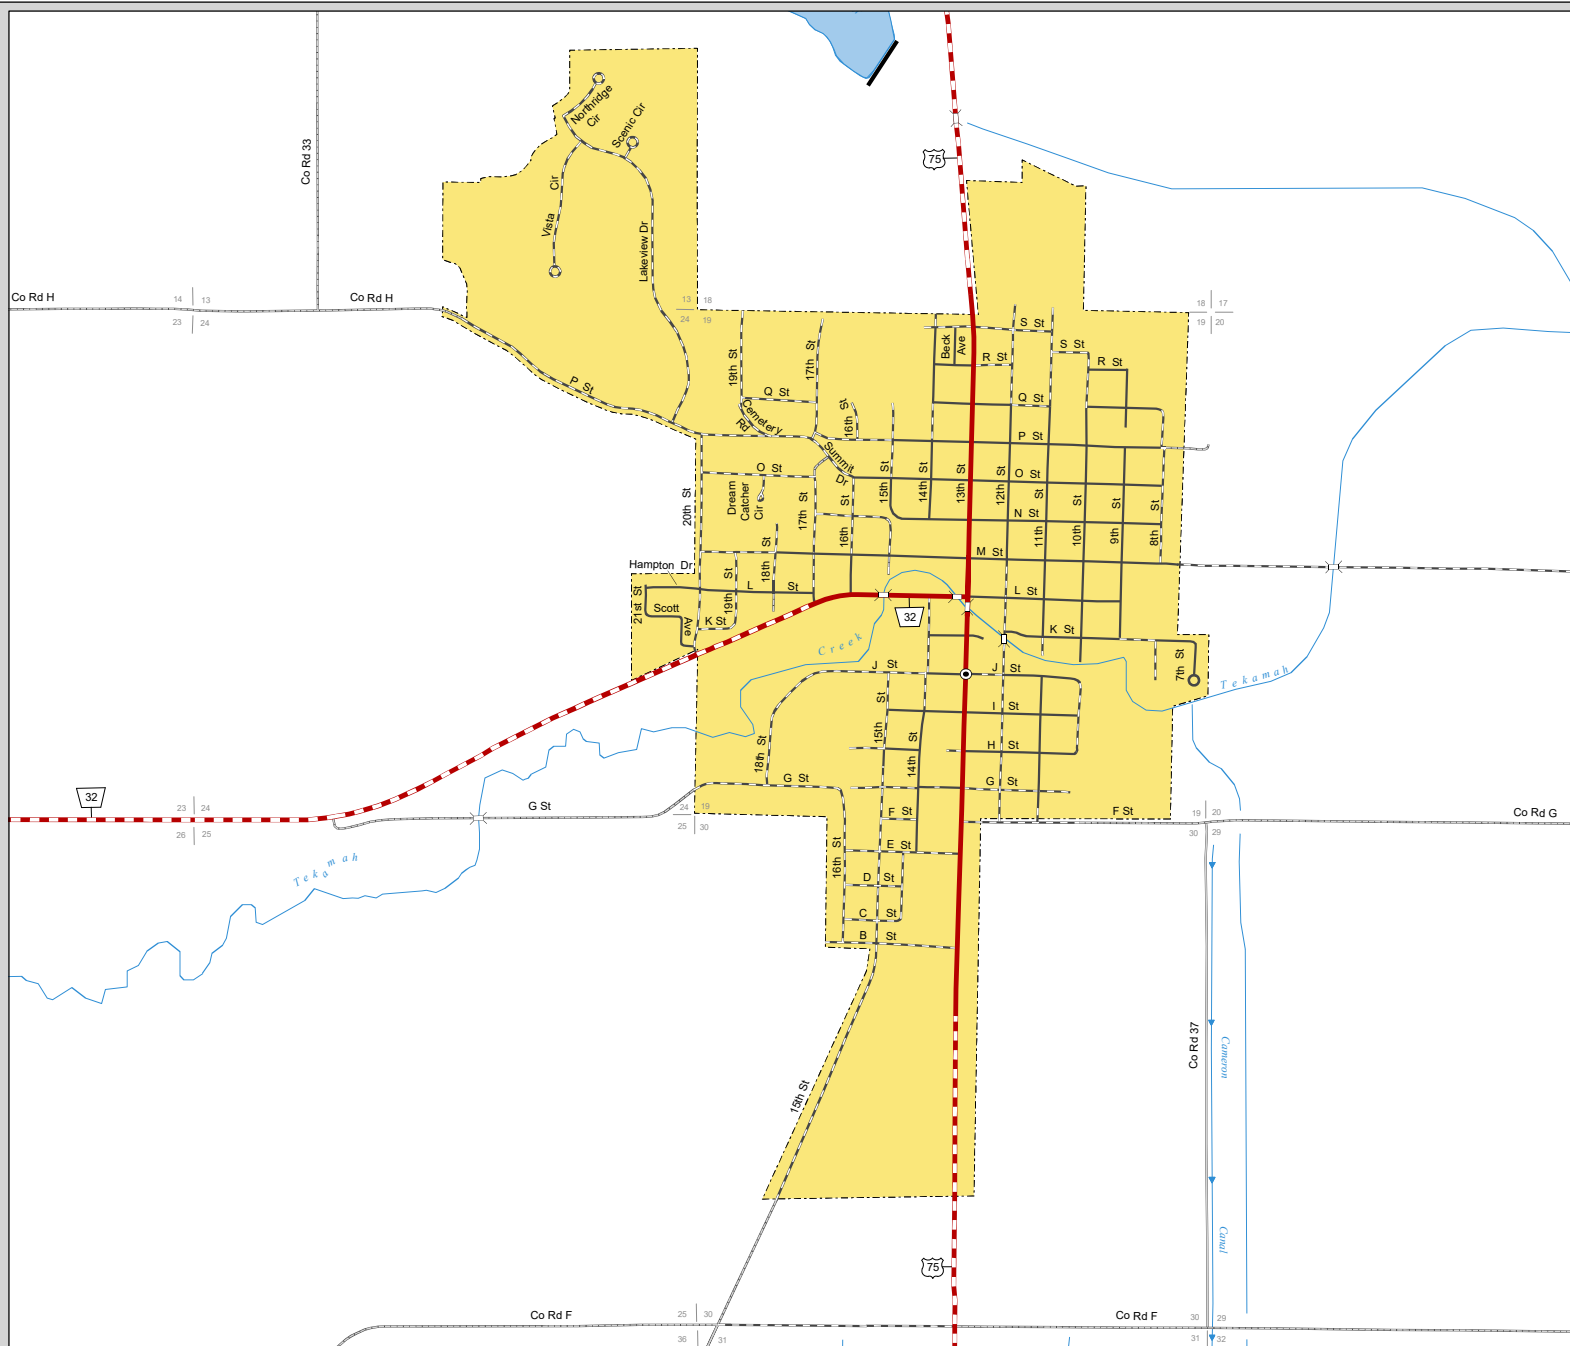 Northridge
Cir
Scenic Cir
Co Rd 33
75
Vista Cir
Lakeview Dr
Co Rd H
14 13
23 24
Co Rd H
13 18
24 19
18 17
19 20
S St
Beck
Ave
S St
R St
R St
19th St
17th St
P St
Q St
Q St
Cemetery
Rd
16th St
P St
Summit
Dr
O St
O St
Dream
Catcher
Cir
20th St
17th St
16th St
15th St
14th St
13th St
12th St
11th St
10th St
9th St
8th St
N St
M St
Hampton Dr
18th St
19th St
L St
L St
21st St
Scott
Ave
K St
32
K St
Creek
J St
J St
7th St
Tekamah
I St
15th St
14th St
18th St
H St
G St
G St
32
23 24
26 25
G St
24 19
25 30
F St
F St
19 20
30 29
Co Rd G
E St
16th St
Tekamah
D St
C St
B St
Co Rd 37
Cameron
15th St
Canal
75
Co Rd F
25 30
36 31
Co Rd F
30 29
31 32